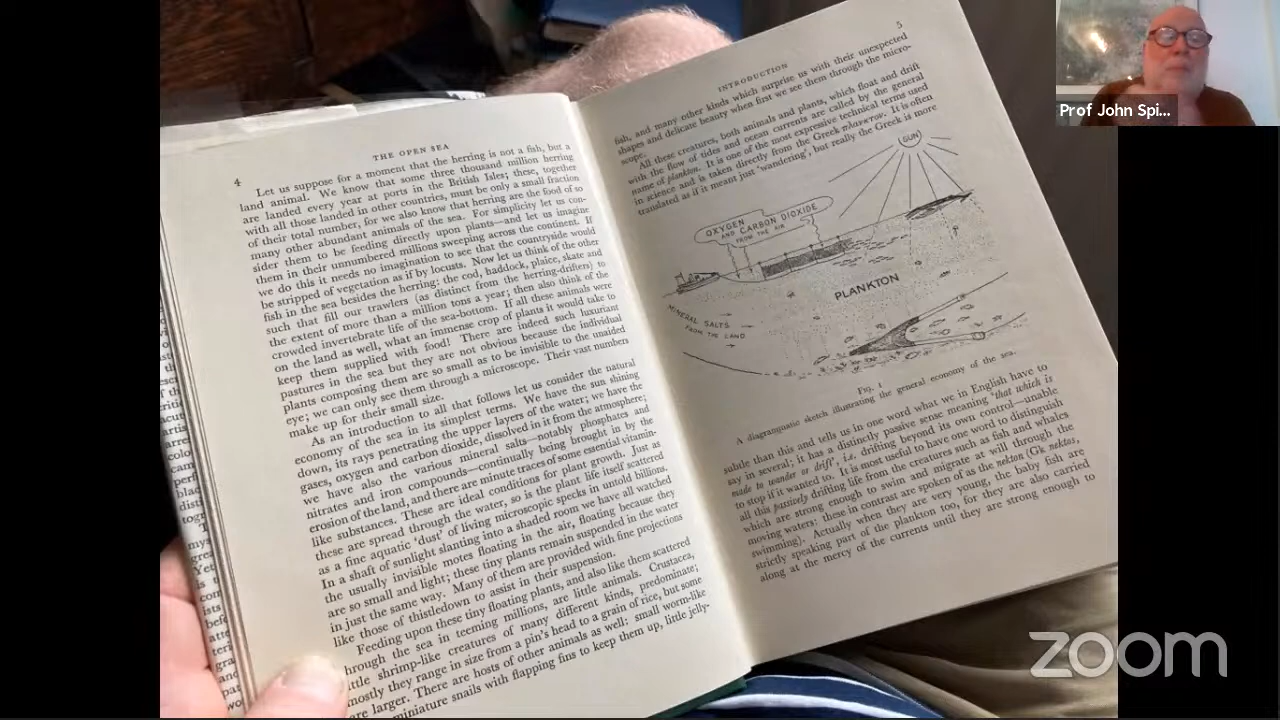 4
THE OPEN SEA
Let us suppose for a moment that the herring is not a fish, but a
land animal. We know that some three thousand million herring
are landed every year at ports in the British Isles; these, together
with all those landed in other countries, must be only a small fraction
of their total number, for we also know that herring are the food of so
many other abundant animals of the sea. For simplicity let us con-
sider them to be feeding directly upon plants—and let us imagine
them in their unnumbered millions sweeping across the continent. If
we do this it needs no imagination to see that the countryside would
be stripped of vegetation as if by locusts. Now let us think of the other
fish in the sea besides the herring: the cod, haddock, plaice, skate and
such that fill our trawlers (as distinct from the herring-drifters) to
the extent of more than a million tons a year; then also think of the
crowded invertebrate life of the sea-bottom. If all these animals were
on the land as well, what an immense crop of plants it would take to
keep them supplied with food! There are indeed such luxuriant
pastures in the sea but they are not obvious because the individual
plants composing them are so small as to be invisible to the unaided
eye; we can only see them through a microscope. Their vast numbers
make up for their small size.
As an introduction to all that follows let us consider the natural
economy of the sea in its simplest terms. We have the sun shining
down, its rays penetrating the upper layers of the water; we have the
gases, oxygen and carbon dioxide, dissolved in it from the atmosphere;
we have also the various mineral salts—notably phosphates and
nitrates and iron compounds—continually being brought in by the
erosion of the land, and there are minute traces of some essential vitamin-
like substances. These are ideal conditions for plant growth. Just as
these are spread through the water, so is the plant life itself scattered
as a fine aquatic 'dust' of living microscopic specks in untold billions.
In a shaft of sunlight slanting into a shaded room we have all watched
the usually invisible motes floating in the air, floating because they
are so small and light; these tiny plants remain suspended in the water
in just the same way. Many of them are provided with fine projections
like those of thistledown to assist in their suspension.
Feeding upon these tiny floating plants, and also like them scattered
hrough the sea in teeming millions, are little animals. Crustacea,
ttle shrimp-like creatures of many different kinds, predominate;
mostly they range in size from a pin's head to a grain of rice, but some
are larger. There are hosts of other animals as well: small worm-like
miniature snails with flapping fins to keep them up, little jelly-
INTRODUCTION
5
fish, and many other kinds which surprise us with their unexpected
shapes and delicate beauty when first we see them through the micro-
scope.
All these creatures, both animals and plants, which float and drift
with the flow of tides and ocean currents are called by the general
name of plankton. It is one of the most expressive technical terms used
in science and is taken directly from the Greek πλαγκτον. It is often
translated as if it meant just 'wandering', but really the Greek is more
SUN
OXYGEN
AND CARBON DIOXIDE
FROM THE AIR
PLANKTON
MINERAL SALTS
FROM THE LAND
FIG. 1
A diagrammatic sketch illustrating the general economy of the sea.
subtle than this and tells us in one word what we in English have to
say in several; it has a distinctly passive sense meaning 'that which is
made to wander or drift', i.e. drifting beyond its own control—unable
to stop if it wanted to. It is most useful to have one word to distinguish
all this passively drifting life from the creatures such as fish and whales
which are strong enough to swim and migrate at will through the
moving waters; these in contrast are spoken of as the nekton (Gk nektos,
swimming). Actually when they are very young, the baby fish are
strictly speaking part of the plankton too, for they are also carried
along at the mercy of the currents until they are strong enough to
Prof John Spi...
zoom